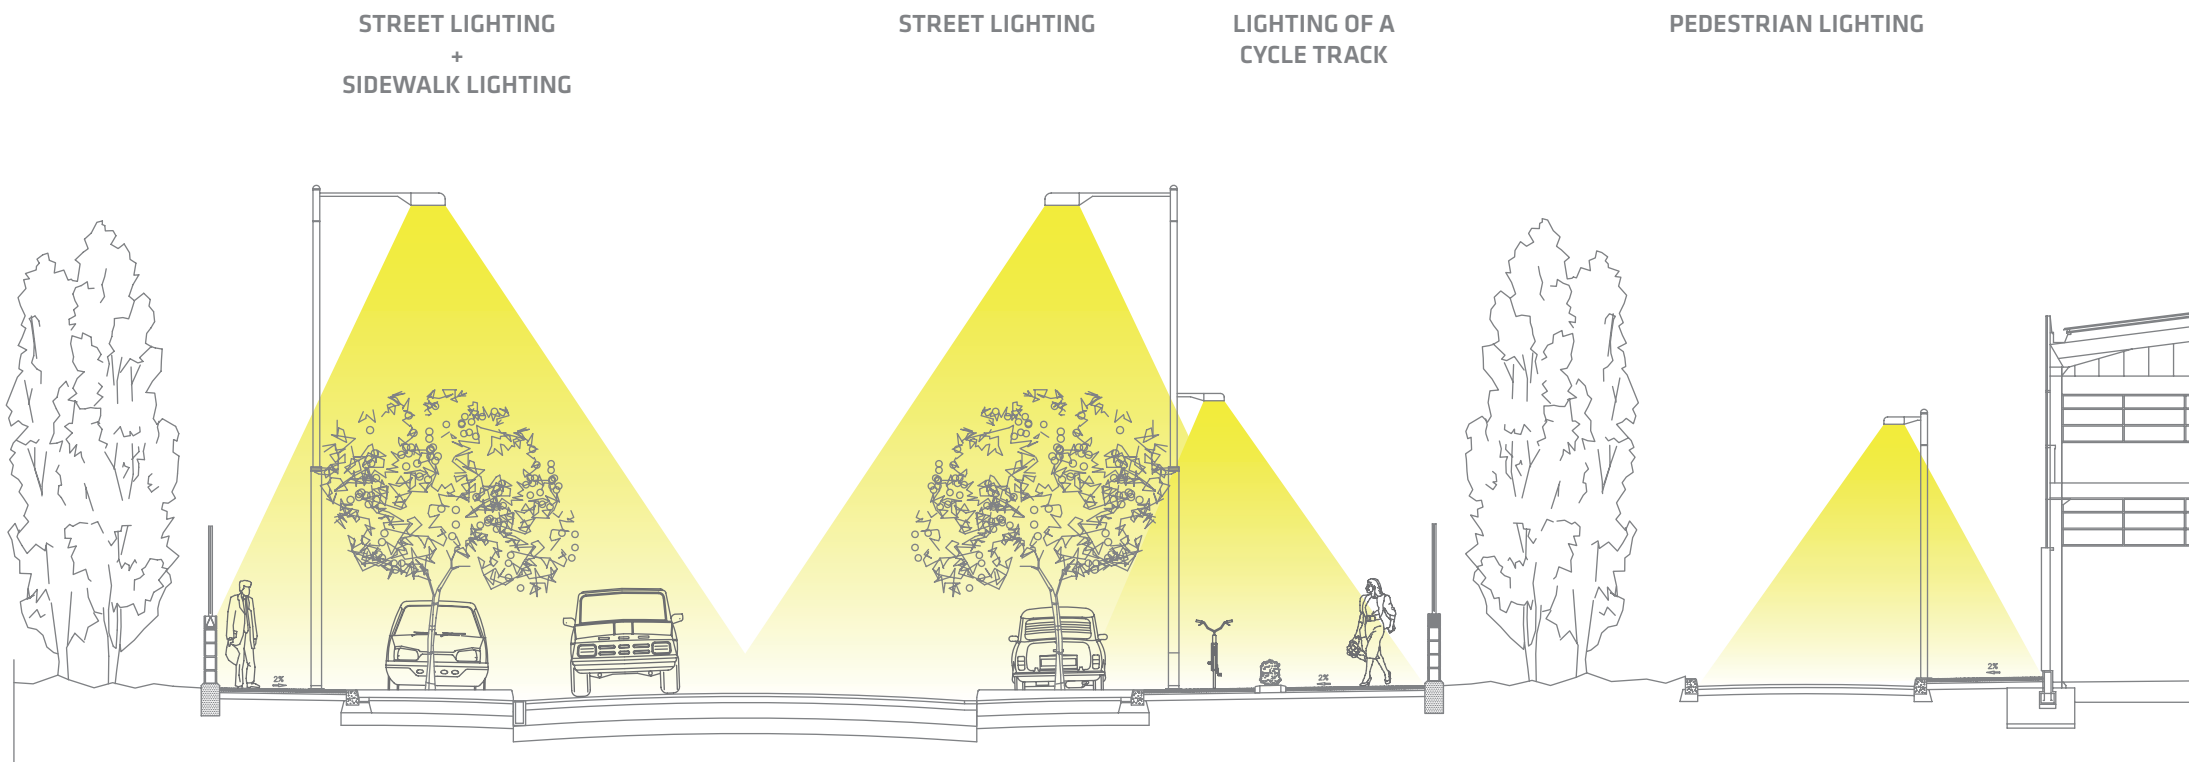 STREET LIGHTING
+
SIDEWALK LIGHTING
STREET LIGHTING
LIGHTING OF A
CYCLE TRACK
PEDESTRIAN LIGHTING
2%
2%
2%